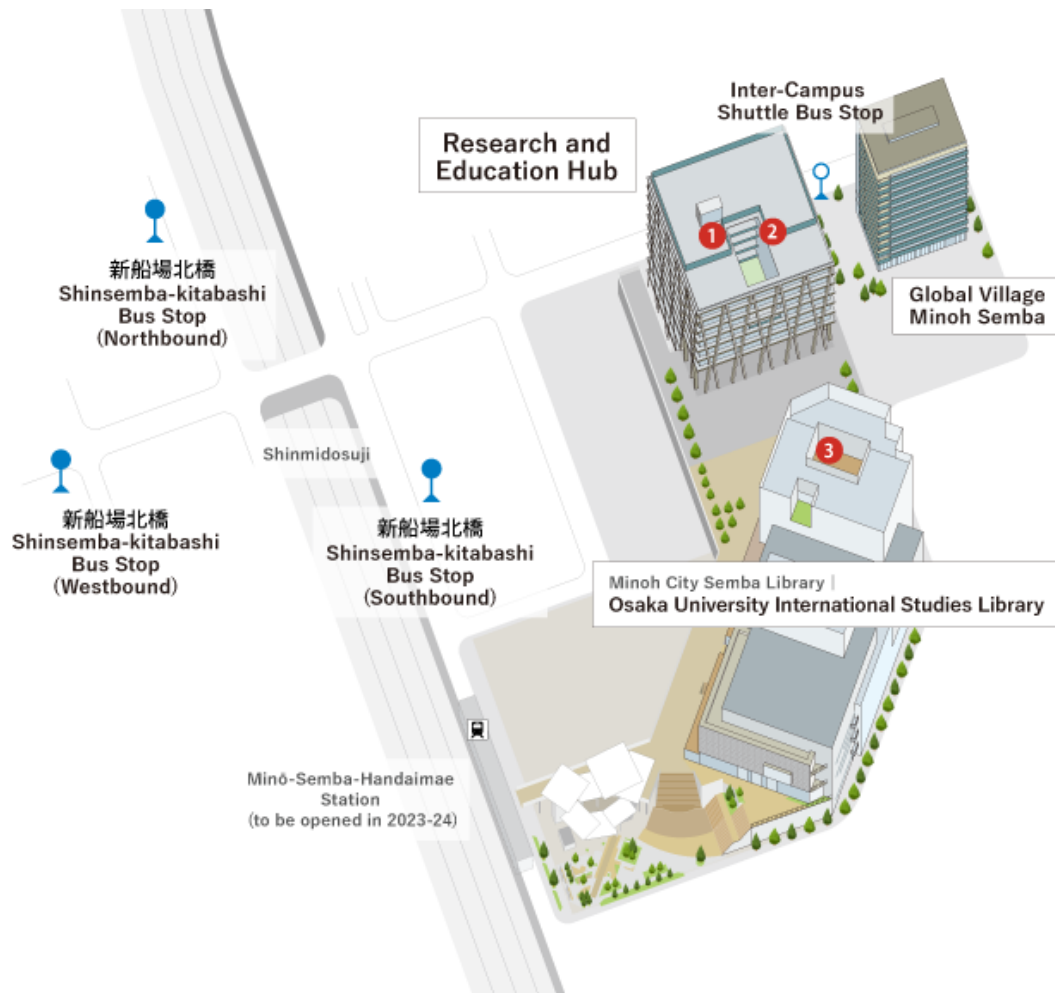 Inter-Campus
Shuttle Bus Stop
Research and
Education Hub
1
2
新船場北橋
Shinsemba-kitabashi
Bus Stop
(Northbound)
Global Village
Minoh Semba
Shinmidosuji
3
新船場北橋
Shinsemba-kitabashi
Bus Stop
(Westbound)
新船場北橋
Shinsemba-kitabashi
Bus Stop
(Southbound)
Minoh City Semba Library |
Osaka University International Studies Library
Minō-Semba-Handaimae
Station
(to be opened in 2023-24)